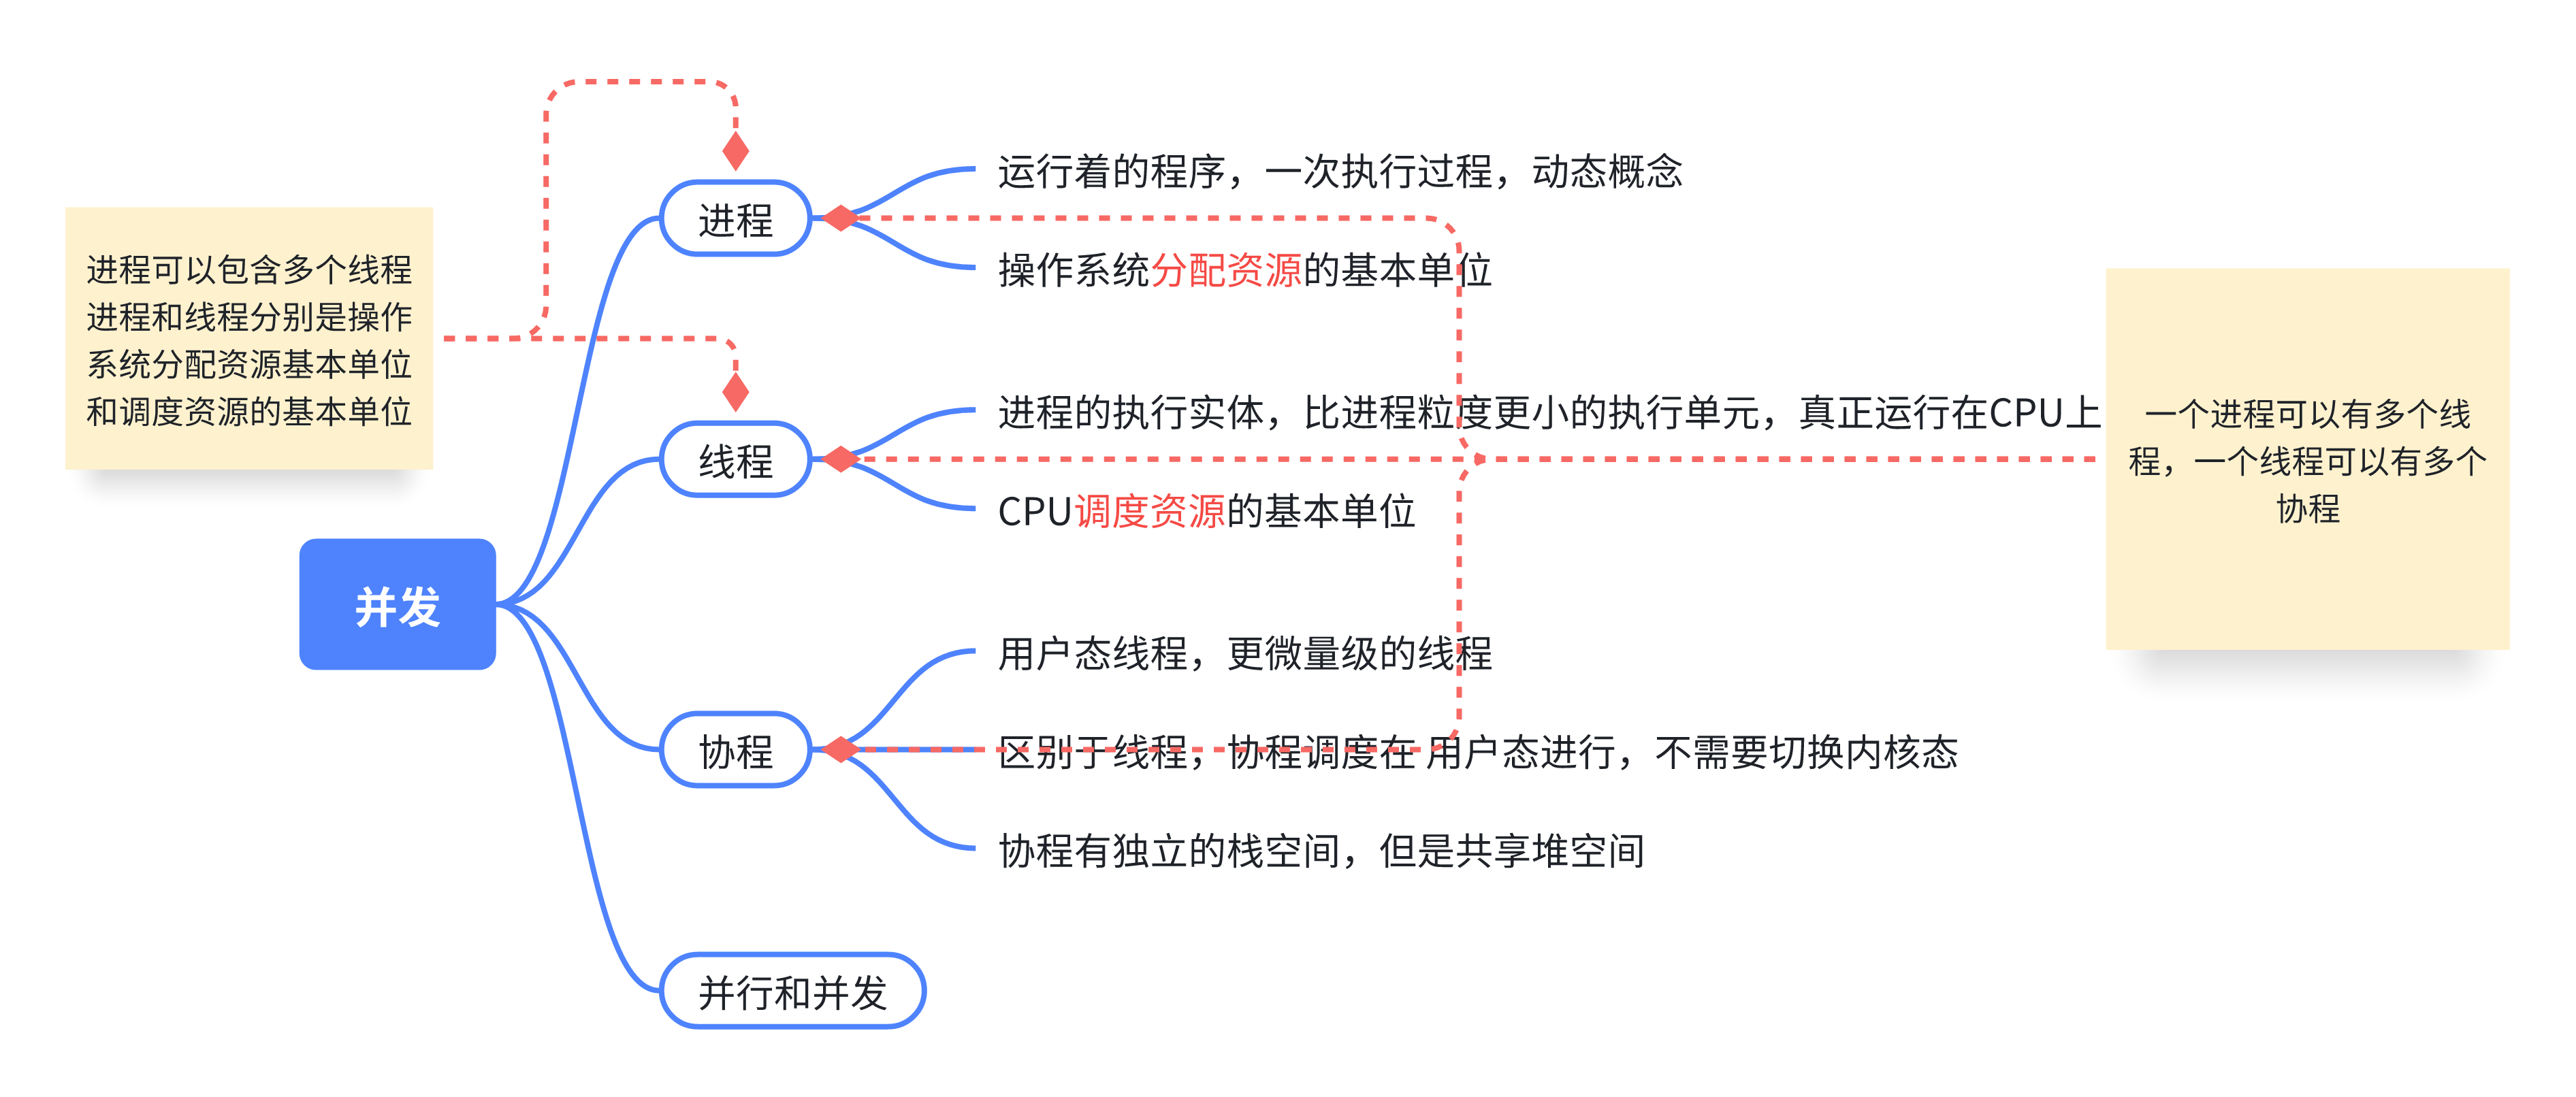 进程可以包含多个线程
进程和线程分别是操作
系统分配资源基本单位
和调度资源的基本单位
并发
进程
运行着的程序，一次执行过程，动态概念
操作系统分配资源的基本单位
线程
进程的执行实体，比进程粒度更小的执行单元，真正运行在CPU上
CPU调度资源的基本单位
协程
用户态线程，更微量级的线程
区别于线程，协程调度在 用户态进行，不需要切换内核态
协程有独立的栈空间，但是共享堆空间
并行和并发
一个进程可以有多个线
程，一个线程可以有多个
协程